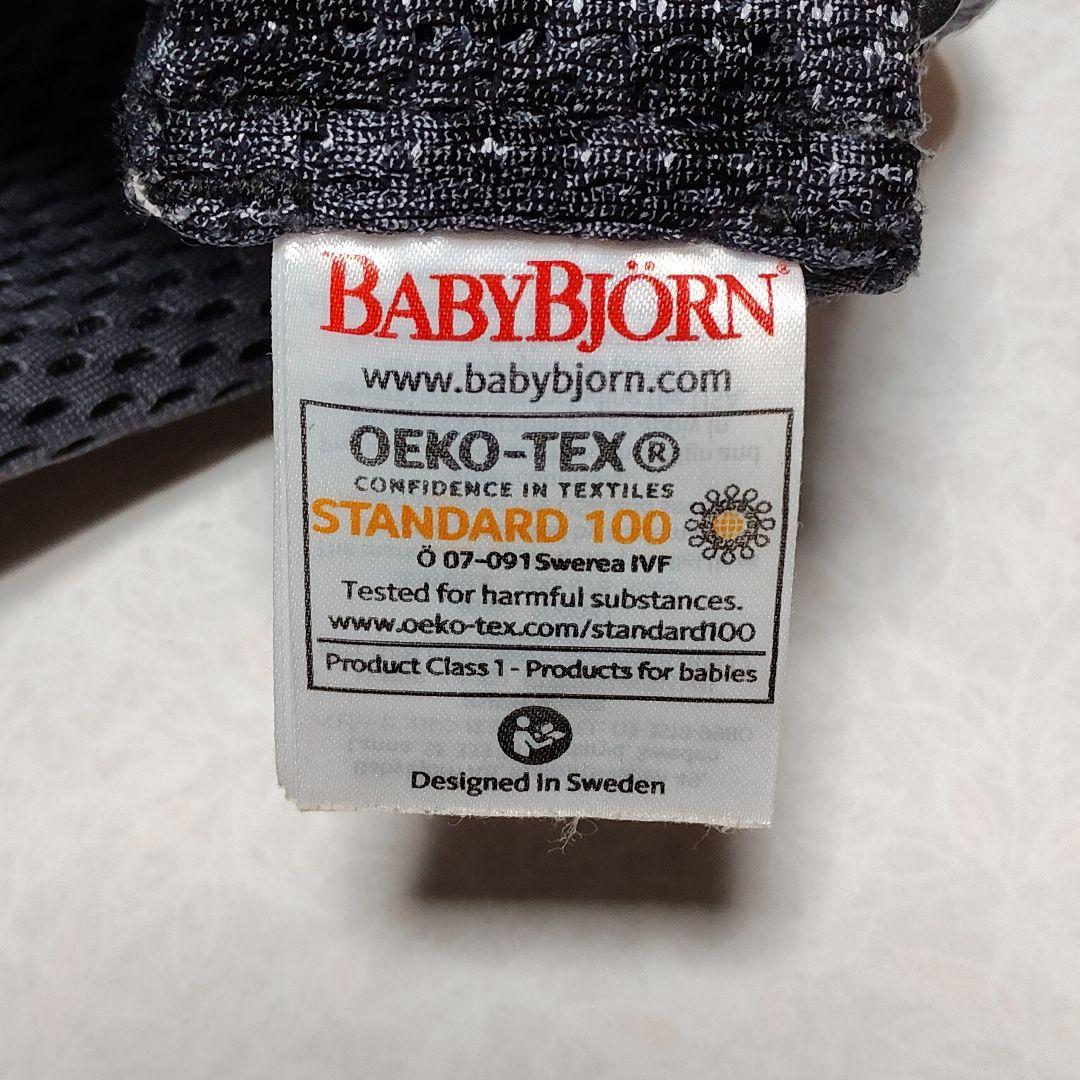 BABYBJÖRN®
www.babybjorn.com
OEKO-TEX®
CONFIDENCE IN TEXTILES
STANDARD 100
Ö 07-091 Swerea IVF
Tested for harmful substances.
www.oeko-tex.com/standard100
Product Class 1 - Products for babies
Designed in Sweden